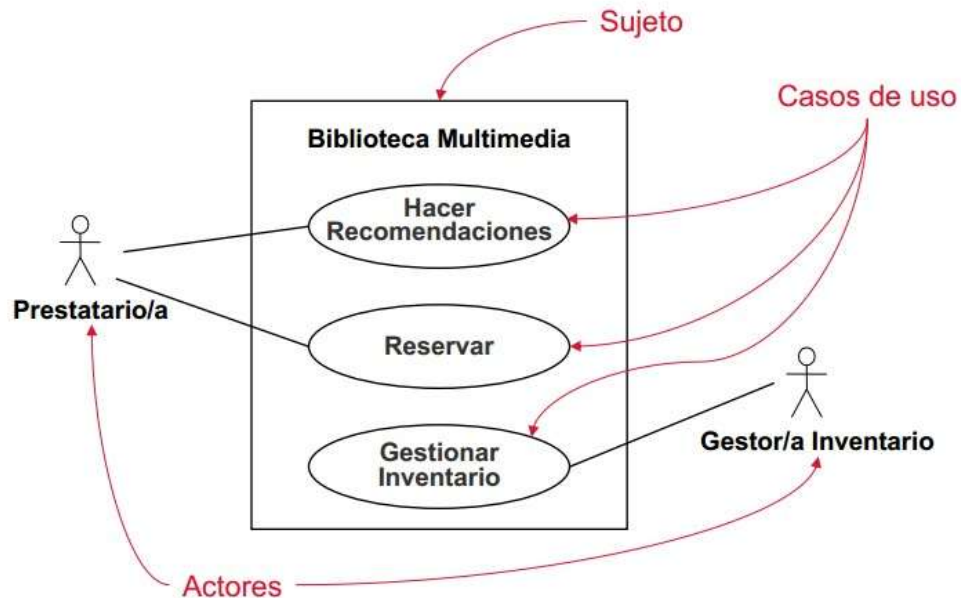 Sujeto
Casos de uso
Biblioteca Multimedia
Hacer
Recomendaciones
Prestatario/a
Reservar
Gestor/a Inventario
Gestionar
Inventario
Actores